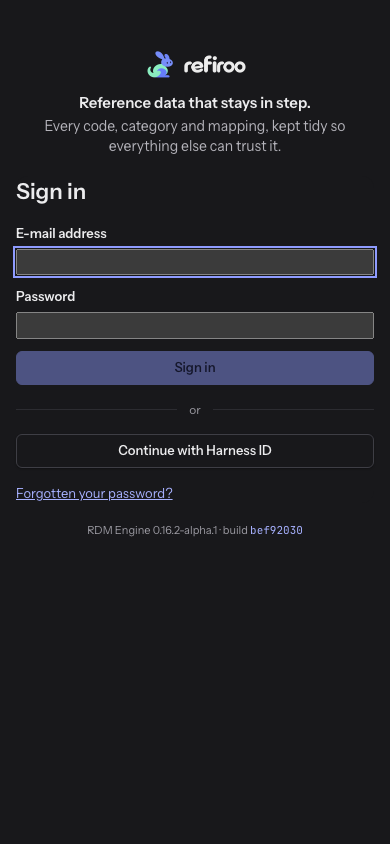 refiroo
Reference data that stays in step.
Every code, category and mapping, kept tidy so
everything else can trust it.
Sign in
E-mail address
Password
Sign in
or
Continue with Harness ID
Forgotten your password?
RDM Engine 0.16.2-alpha.1 · build bef92030